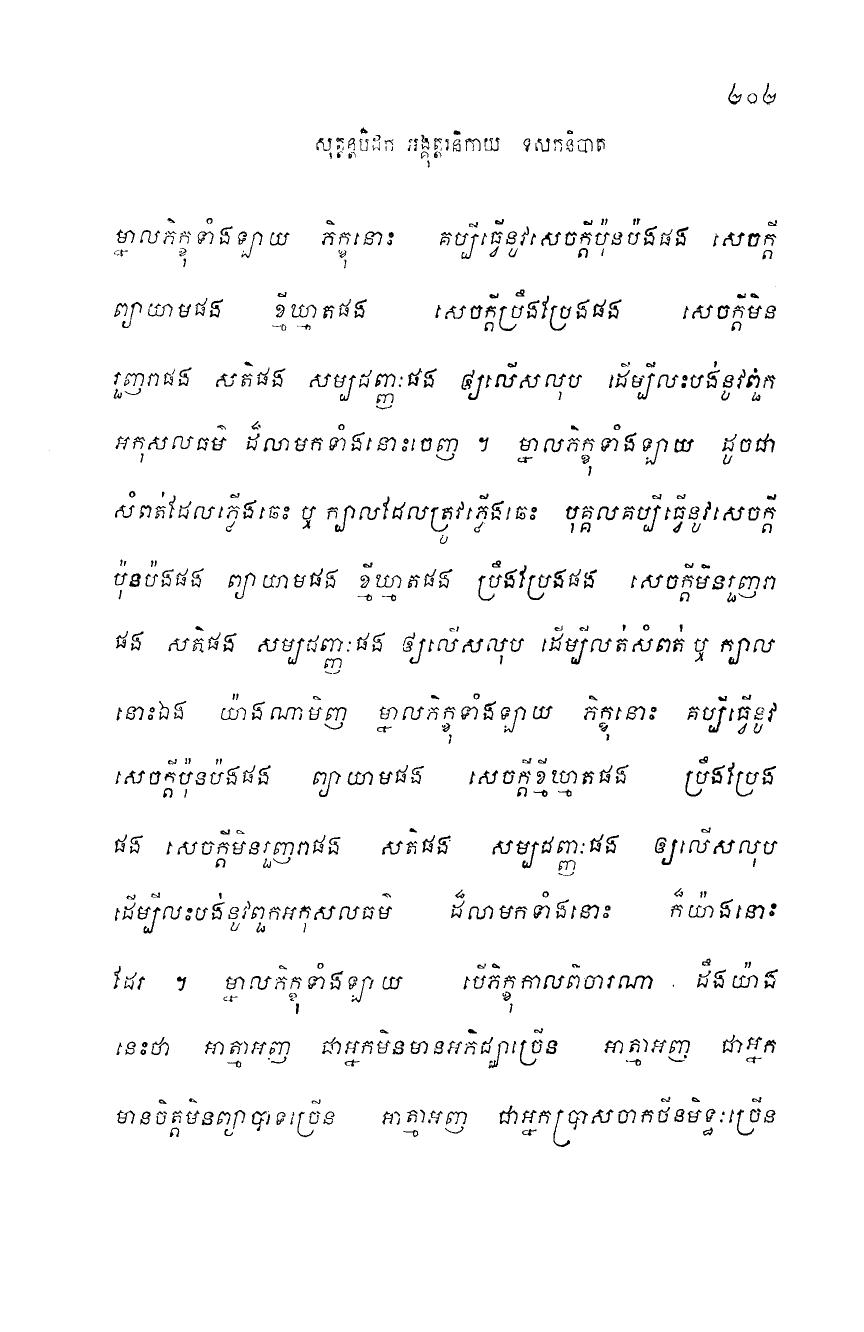 ២០២
សុត្តន្តបិដក អង្គុត្តរនិកាយ ទសកនិបាត
ម្នាលភិក្ខុទាំងឡាយ ភិក្ខុនោះ គប្បីធ្វើនូវសេចក្តីប៉ុនប៉ងផង សេចក្តី
ព្យាយាមផង ខ្មីឃ្មាតផង សេចក្តីប្រឹងប្រែងផង សេចក្តីមិន
រួញរាផង សតិផង សម្បជញ្ញៈផង ឲ្យលើសលុប ដើម្បីលះបង់នូវពួក
អកុសលធម៌ ដ៏លាមកទាំងនោះចេញ ។ ម្នាលភិក្ខុទាំងឡាយ ដូចជា
សំពត់ដែលភ្លើងឆេះ ឬ ក្បាលដែលត្រូវភ្លើងឆេះ បុគ្គលគប្បីធ្វើនូវសេចក្តី
ប៉ុនប៉ងផង ព្យាយាមផង ខ្មីឃ្មាតផង ប្រឹងប្រែងផង សេចក្តីមិនរួញរា
ផង សតិផង សម្បជញ្ញៈផង ឲ្យលើសលុប ដើម្បីលត់សំពត់ ឬ ក្បាល
នោះឯង យ៉ាងណាមិញ ម្នាលភិក្ខុទាំងឡាយ ភិក្ខុនោះ គប្បីធ្វើនូវ
សេចក្តីប៉ុនប៉ងផង ព្យាយាមផង សេចក្តីខ្មីឃ្មាតផង ប្រឹងប្រែង
ផង សេចក្តីមិនរួញរាផង សតិផង សម្បជញ្ញៈផង ឲ្យលើសលុប
ដើម្បីលះបង់នូវពួកអកុសលធម៌ ដ៏លាមកទាំងនោះ ក៏យ៉ាងនោះ
ដែរ ។ ម្នាលភិក្ខុទាំងឡាយ បើភិក្ខុកាលពិចារណា ដឹងយ៉ាង
នេះថា អាត្មាអញ ជាអ្នកមិនមានអភិជ្ឈាច្រើន អាត្មាអញ ជាអ្នក
មានចិត្តមិនព្យាបាទច្រើន អាត្មាអញ ជាអ្នកប្រាសចាកថីនមិទ្ធៈច្រើន